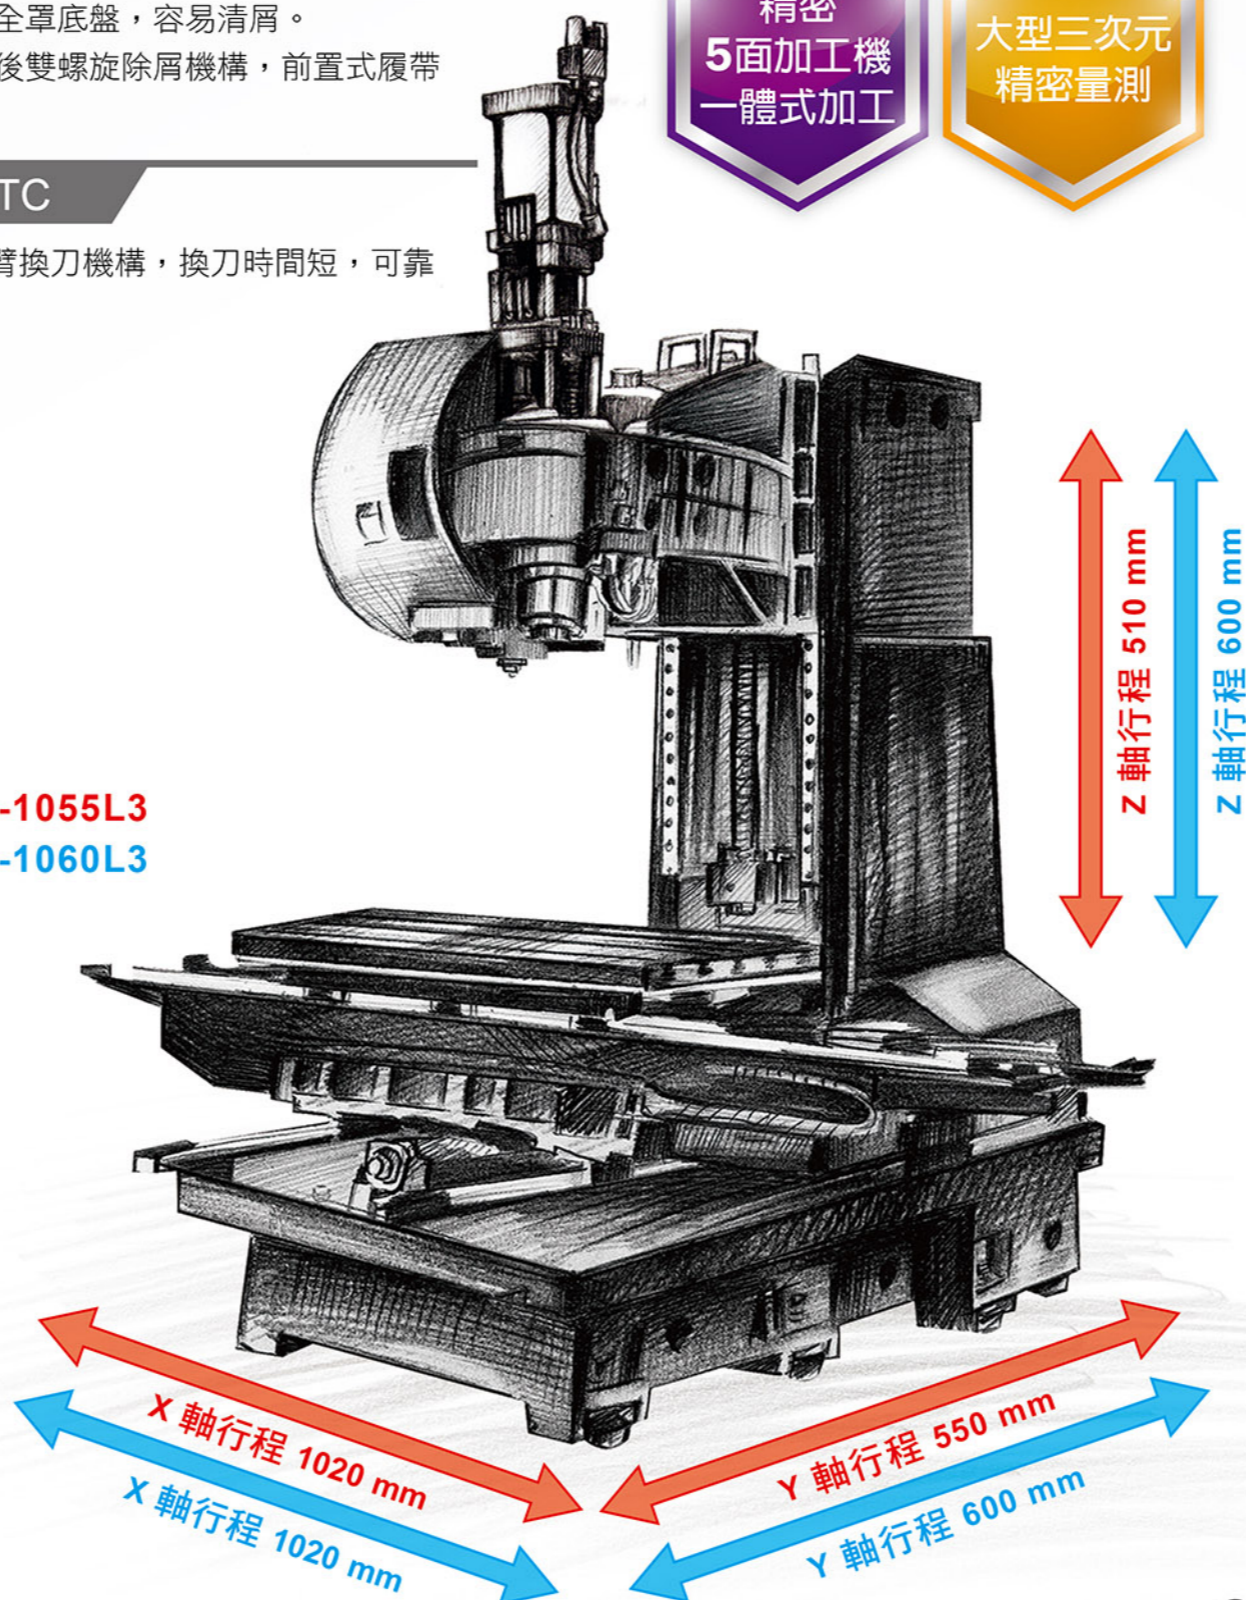 全罩底盤，容易清屑。
後雙螺旋除屑機構，前置式履帶
精密
5面加工機
一體式加工
大型三次元
精密量測
TC
臂換刀機構，換刀時間短，可靠
Z 軸行程 510 mm
Z 軸行程 600 mm
-1055L3
-1060L3
X 軸行程 1020 mm
X 軸行程 1020 mm
Y 軸行程 550 mm
Y 軸行程 600 mm